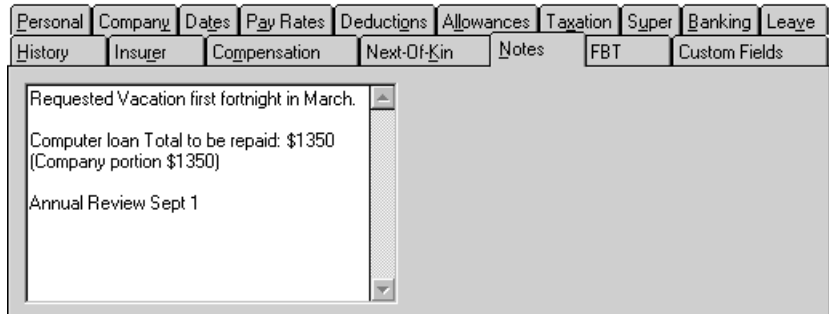 Personal Company Dates Pay Rates Deductions Allowances Taxation Super Banking Leave
History Insurer Compensation Next-Of-Kin Notes FBT Custom Fields
Requested Vacation first fortnight in March.
Computer loan Total to be repaid: $1350
(Company portion $1350)
Annual Review Sept 1